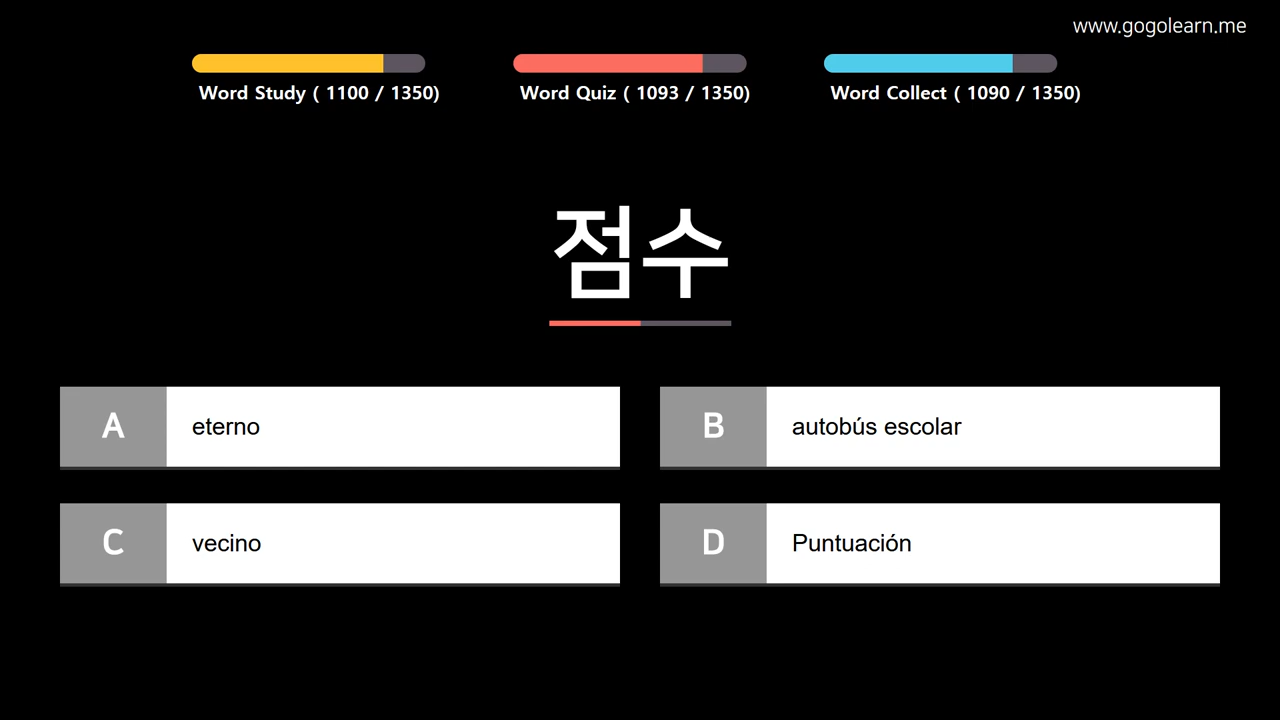 www.gogolearn.me
Word Study ( 1100 / 1350)
Word Quiz ( 1093 / 1350)
Word Collect ( 1090 / 1350)
점수
A eterno
B autobús escolar
C vecino
D Puntuación